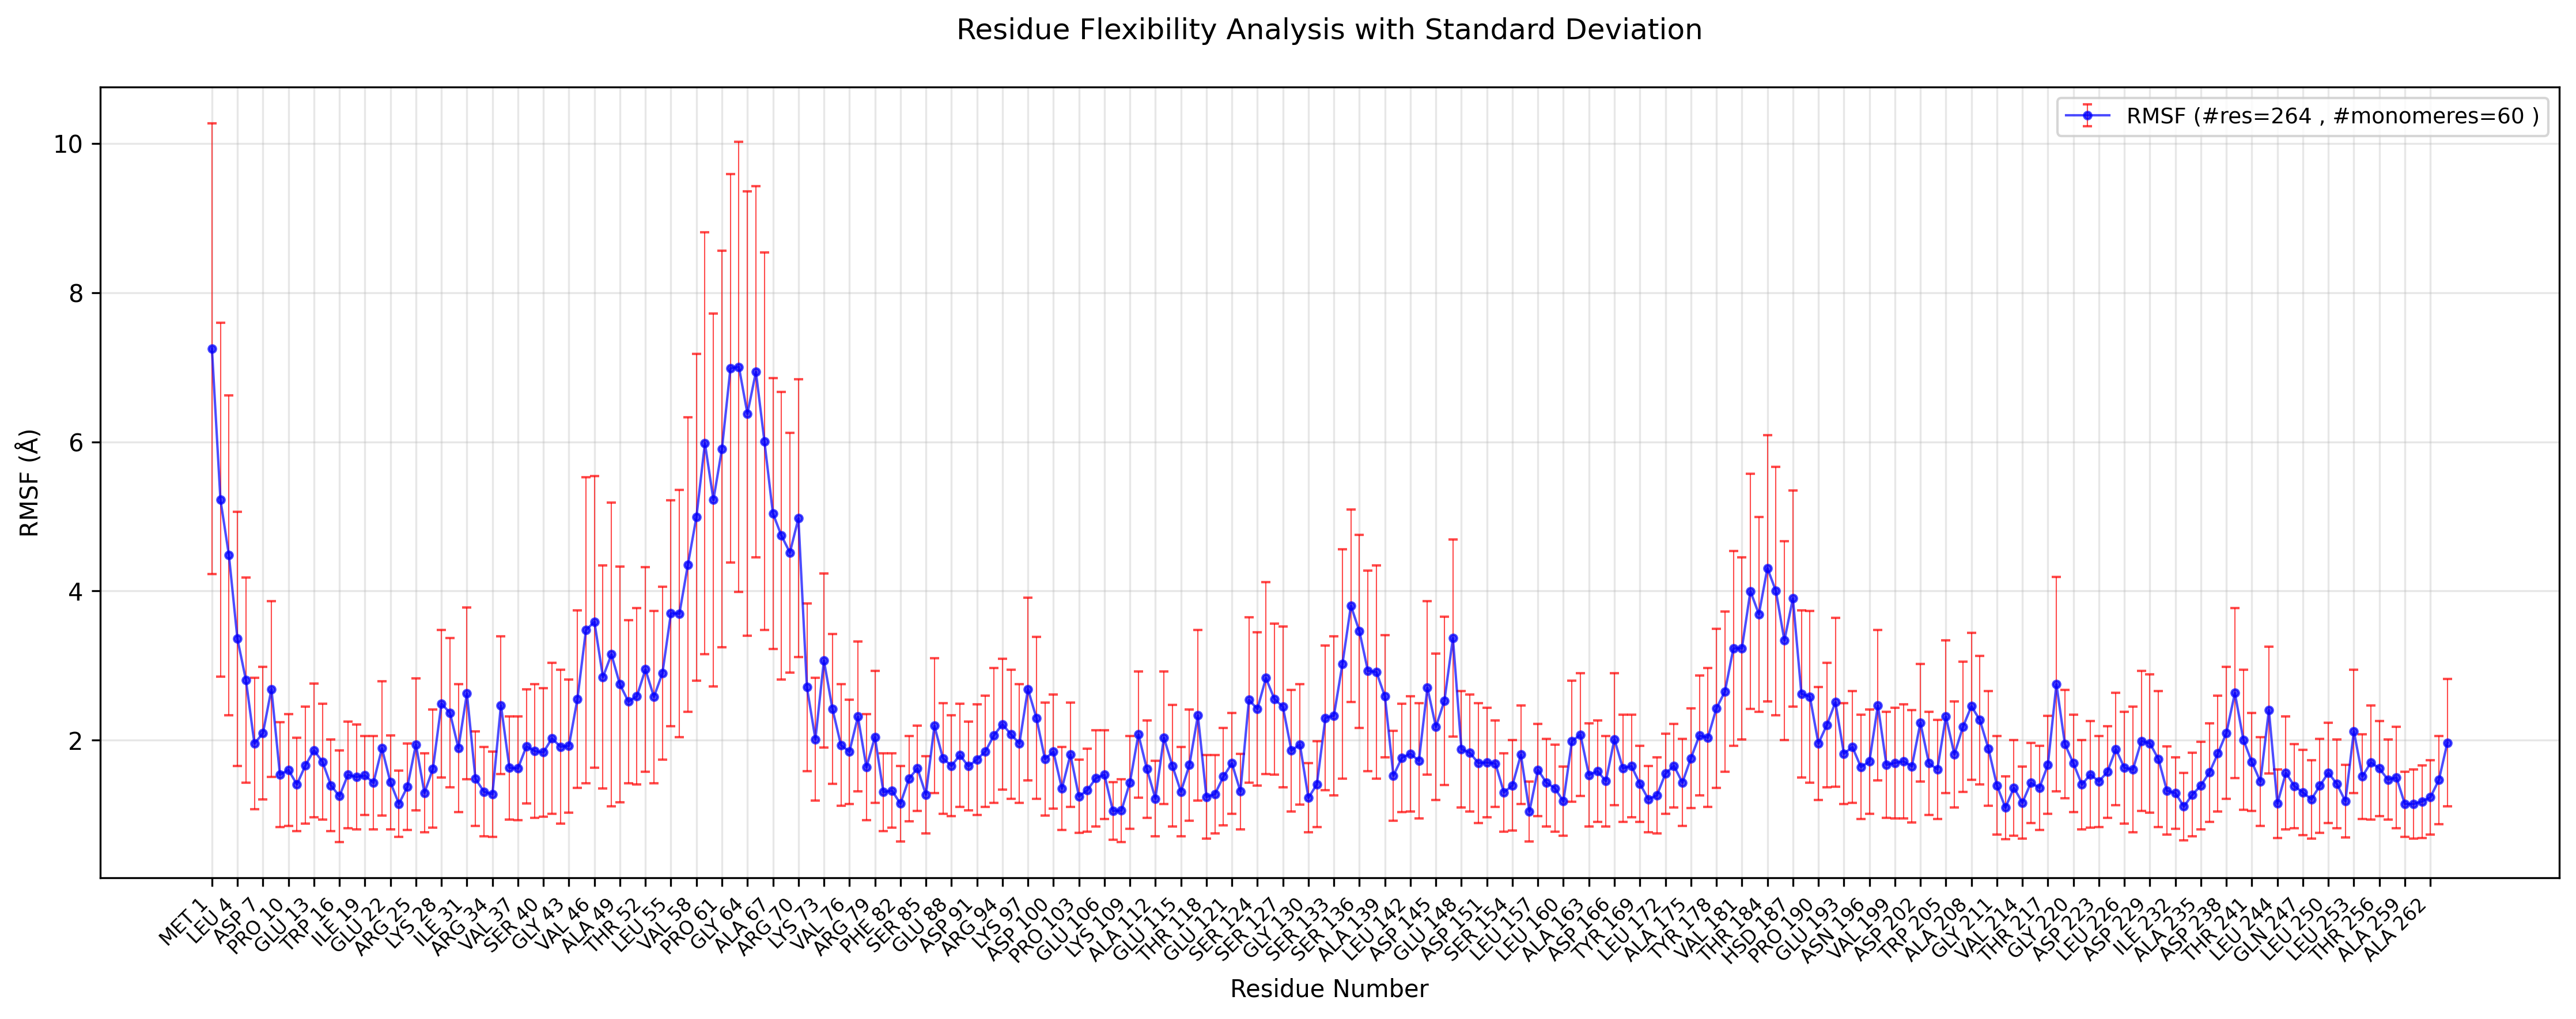 Residue Flexibility Analysis with Standard Deviation
RMSF (#res=264 , #monomeres=60 )
RMSF (Å)
10
8
6
4
2
MET 1
LEU 4
ASP 7
PRO 10
GLU 13
TRP 16
ILE 19
GLU 22
ARG 25
LYS 28
ILE 31
ARG 34
VAL 37
SER 40
GLY 43
VAL 46
ALA 49
THR 52
LEU 55
VAL 58
PRO 61
GLY 64
ALA 67
ARG 70
LYS 73
VAL 76
ARG 79
PHE 82
SER 85
GLU 88
ASP 91
ARG 94
LYS 97
ASP 100
PRO 103
GLU 106
LYS 109
ALA 112
GLU 115
THR 118
GLU 121
SER 124
SER 127
GLY 130
SER 133
SER 136
ALA 139
LEU 142
ASP 145
GLU 148
ASP 151
SER 154
LEU 157
LEU 160
ALA 163
ASP 166
TYR 169
LEU 172
ALA 175
TYR 178
VAL 181
THR 184
HSD 187
PRO 190
GLU 193
ASN 196
VAL 199
ASP 202
TRP 205
ALA 208
GLY 211
VAL 214
THR 217
GLY 220
ASP 223
LEU 226
ASP 229
ILE 232
ALA 235
ASP 238
THR 241
LEU 244
GLN 247
LEU 250
LEU 253
THR 256
ALA 259
ALA 262
Residue Number